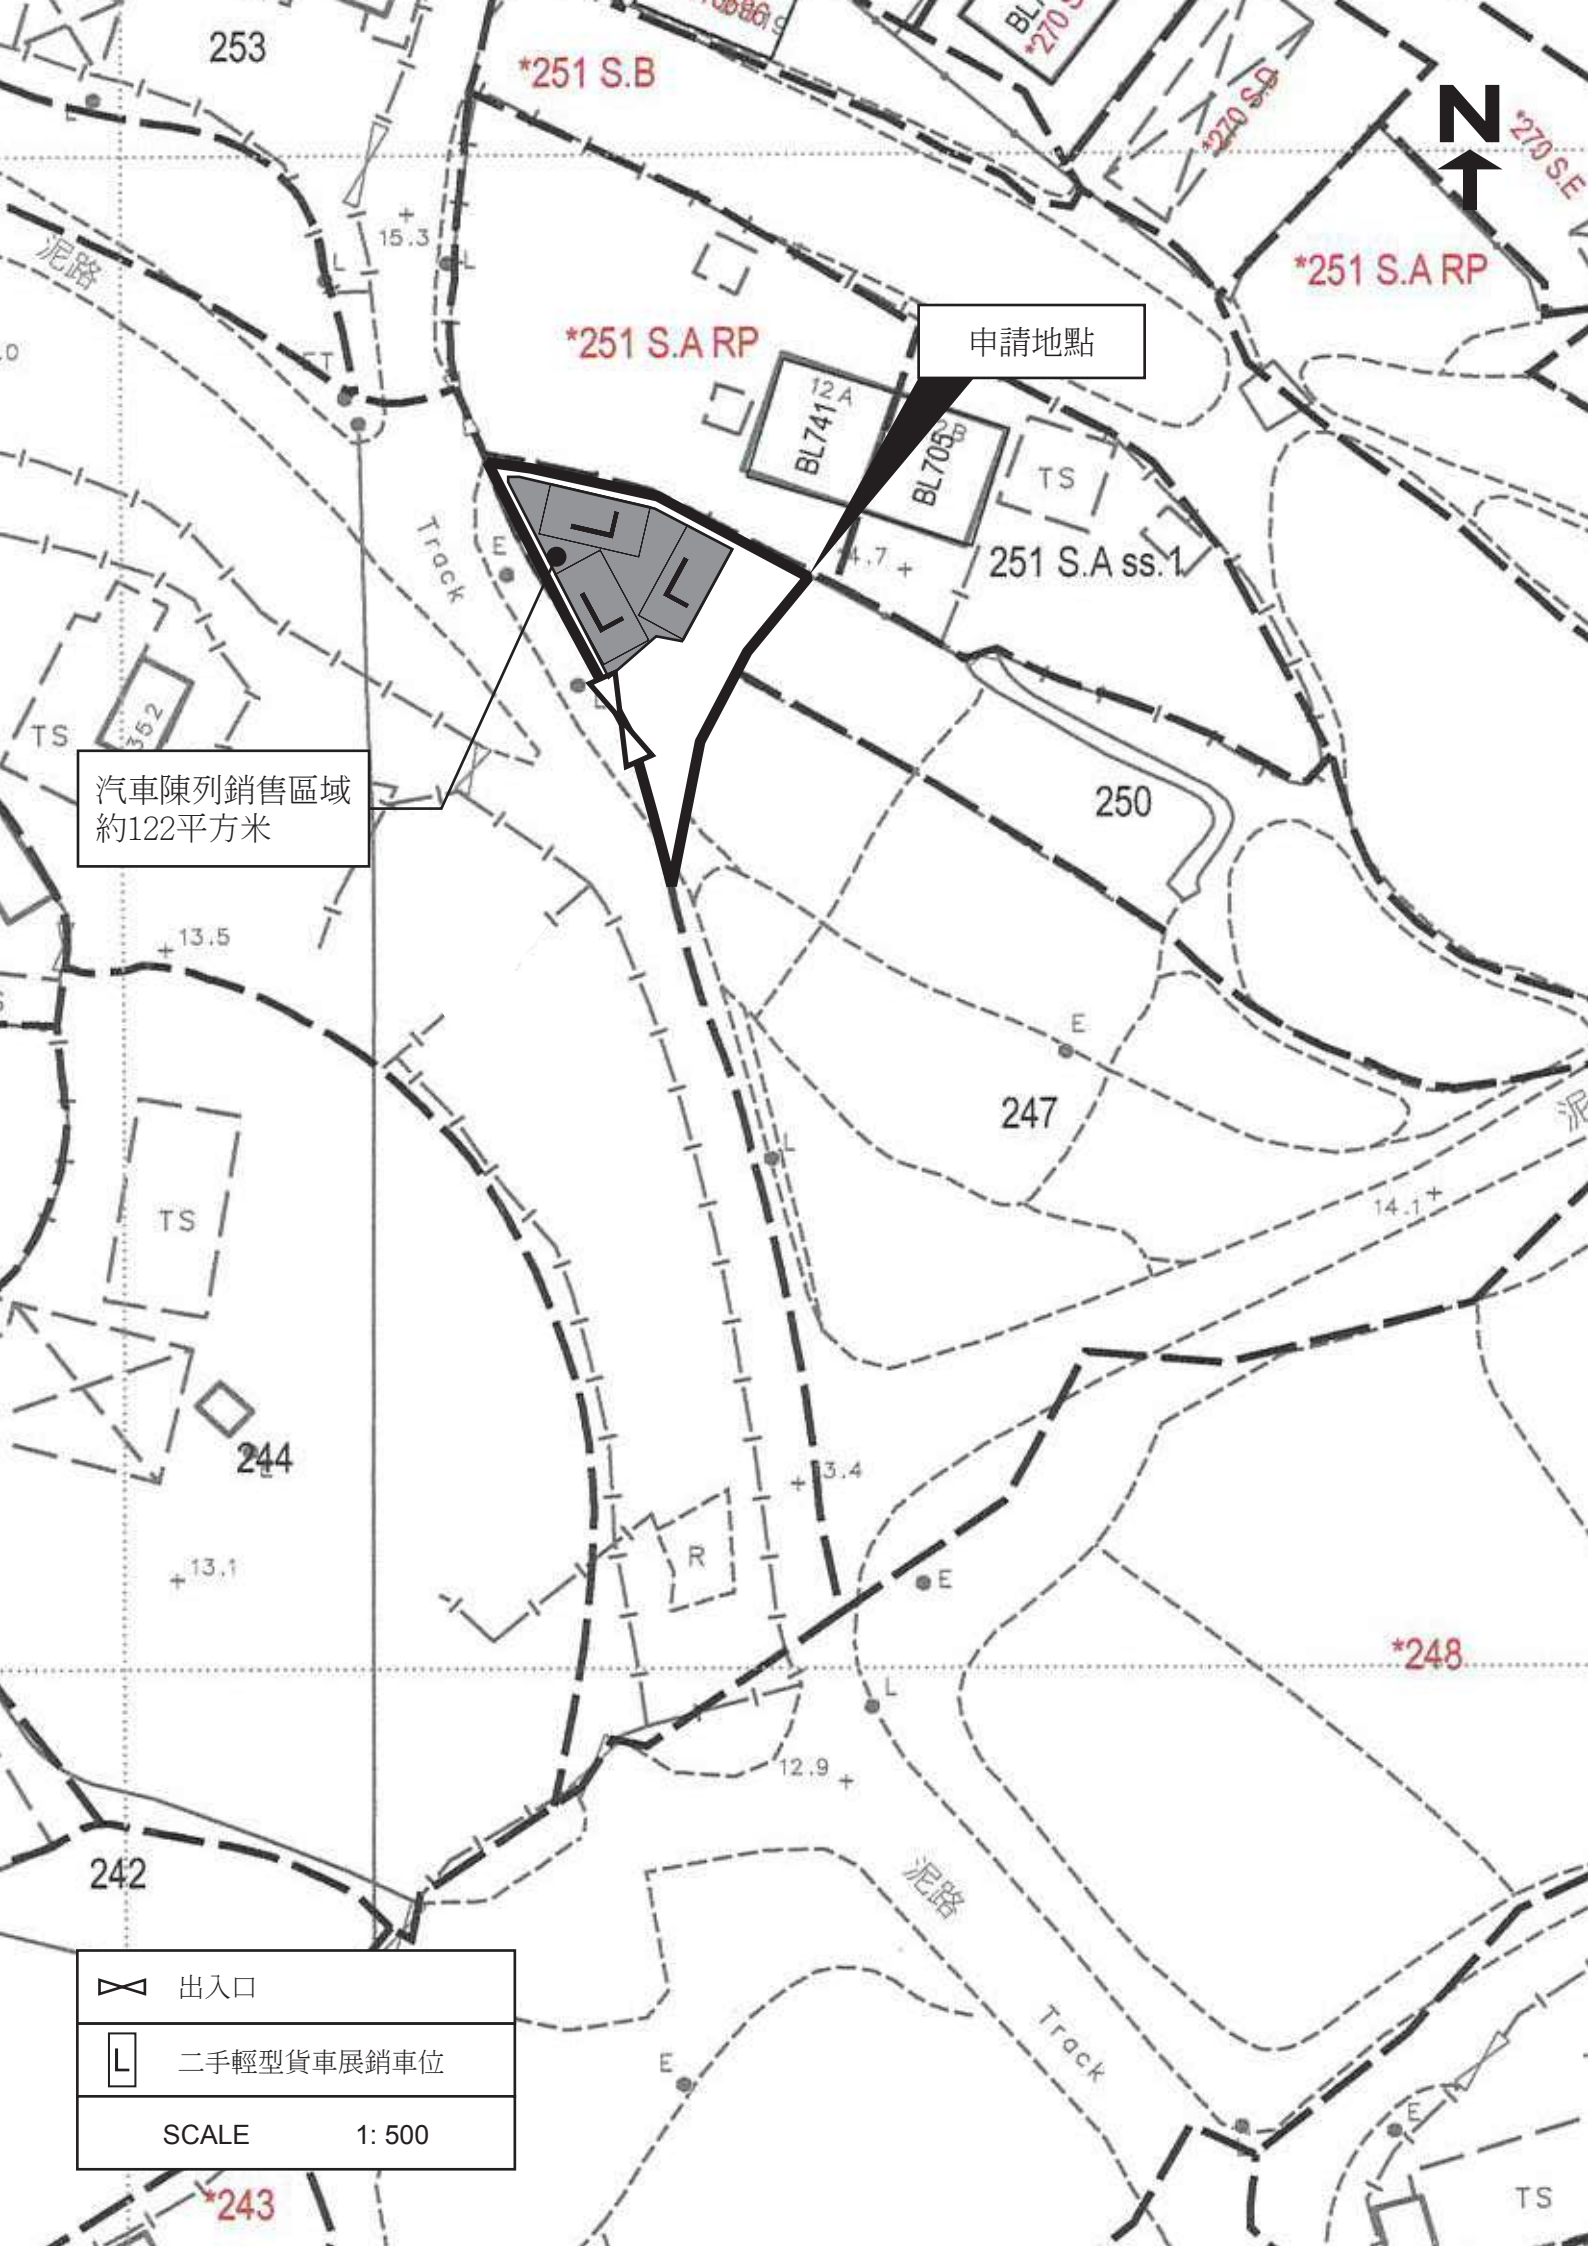 253
*251 S.B
*270 S.D
N
*270 S.E
15.3
L
L
泥路
*251 S.A RP
*251 S.A RP
申請地點
12A
BL741
BL705
TS
251 S.A ss.1
Track
E
TS
352
汽車陳列銷售區域
約122平方米
250
13.5
E
247
L
TS
14.1
244
13.4
R
13.1
E
*248
L
12.9
242
泥路
出入口
L 二手輕型貨車展銷車位
SCALE 1: 500
Track
E
E
*243
TS